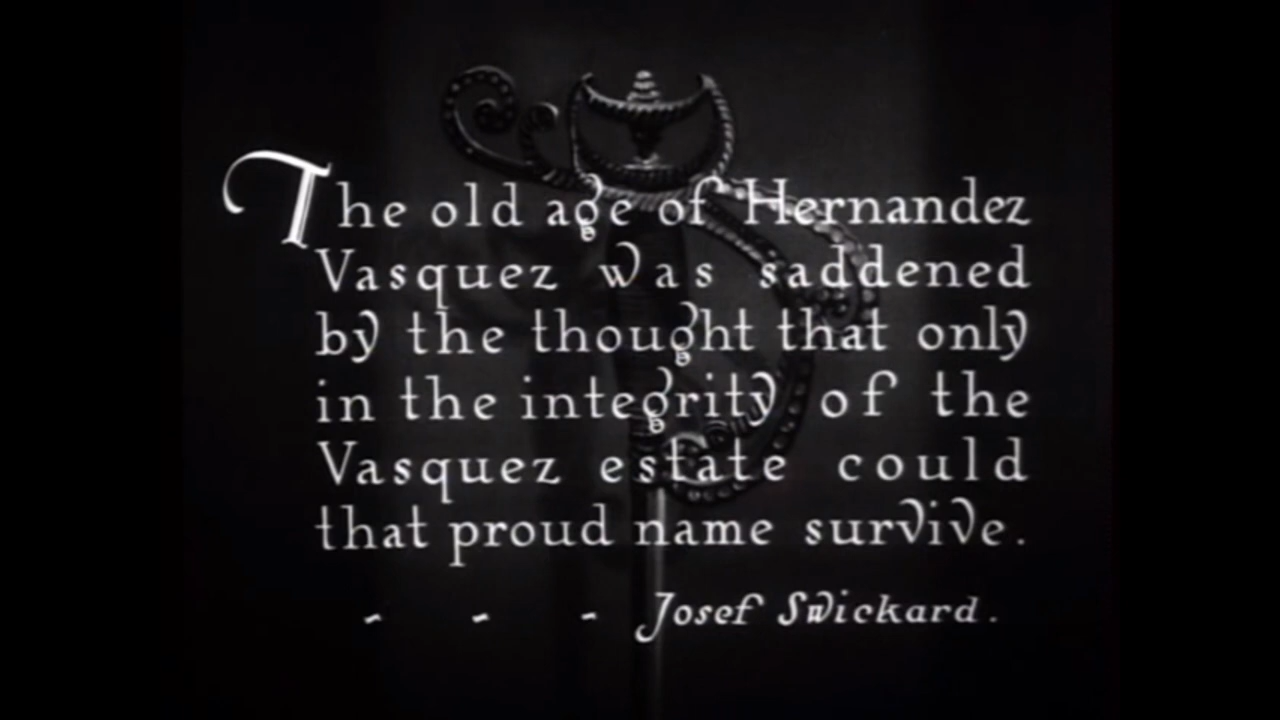 The old age of Hernandez
Vasquez was saddened
by the thought that only
in the integrity of the
Vasquez estate could
that proud name survive.
- - - Josef Swickard.